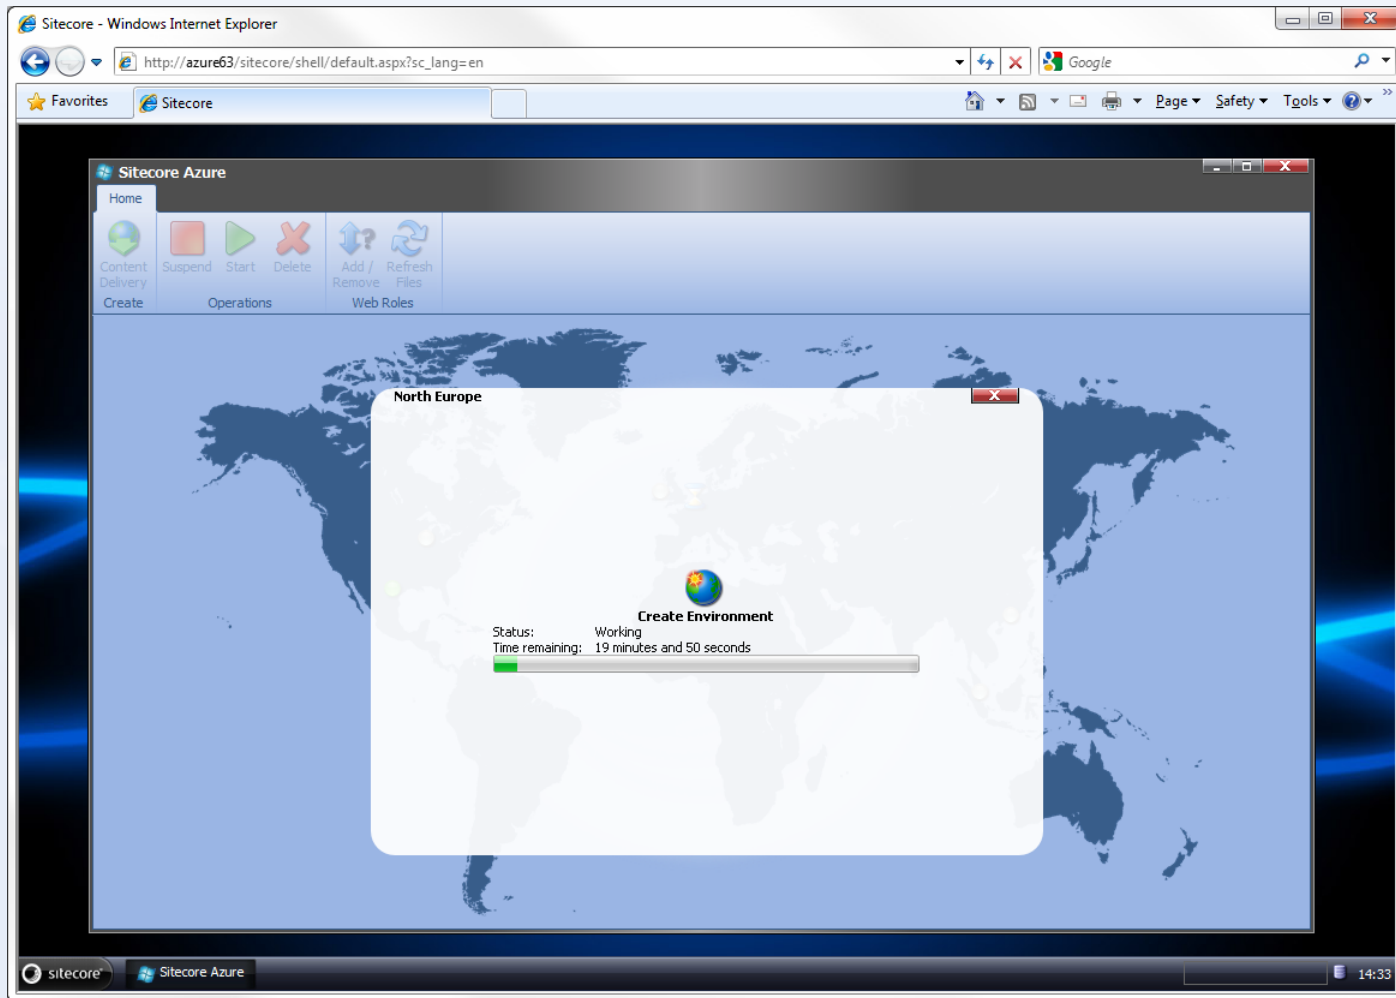 Sitecore - Windows Internet Explorer
http://azure63/sitecore/shell/default.aspx?sc_lang=en
Google
Favorites
Sitecore
Page
Safety
Tools
Sitecore Azure
Home
Content Delivery
Suspend
Start
Delete
Add / Remove
Refresh Files
Create
Operations
Web Roles
North Europe
Create Environment
Status: Working
Time remaining: 19 minutes and 50 seconds
sitecore
Sitecore Azure
14:33